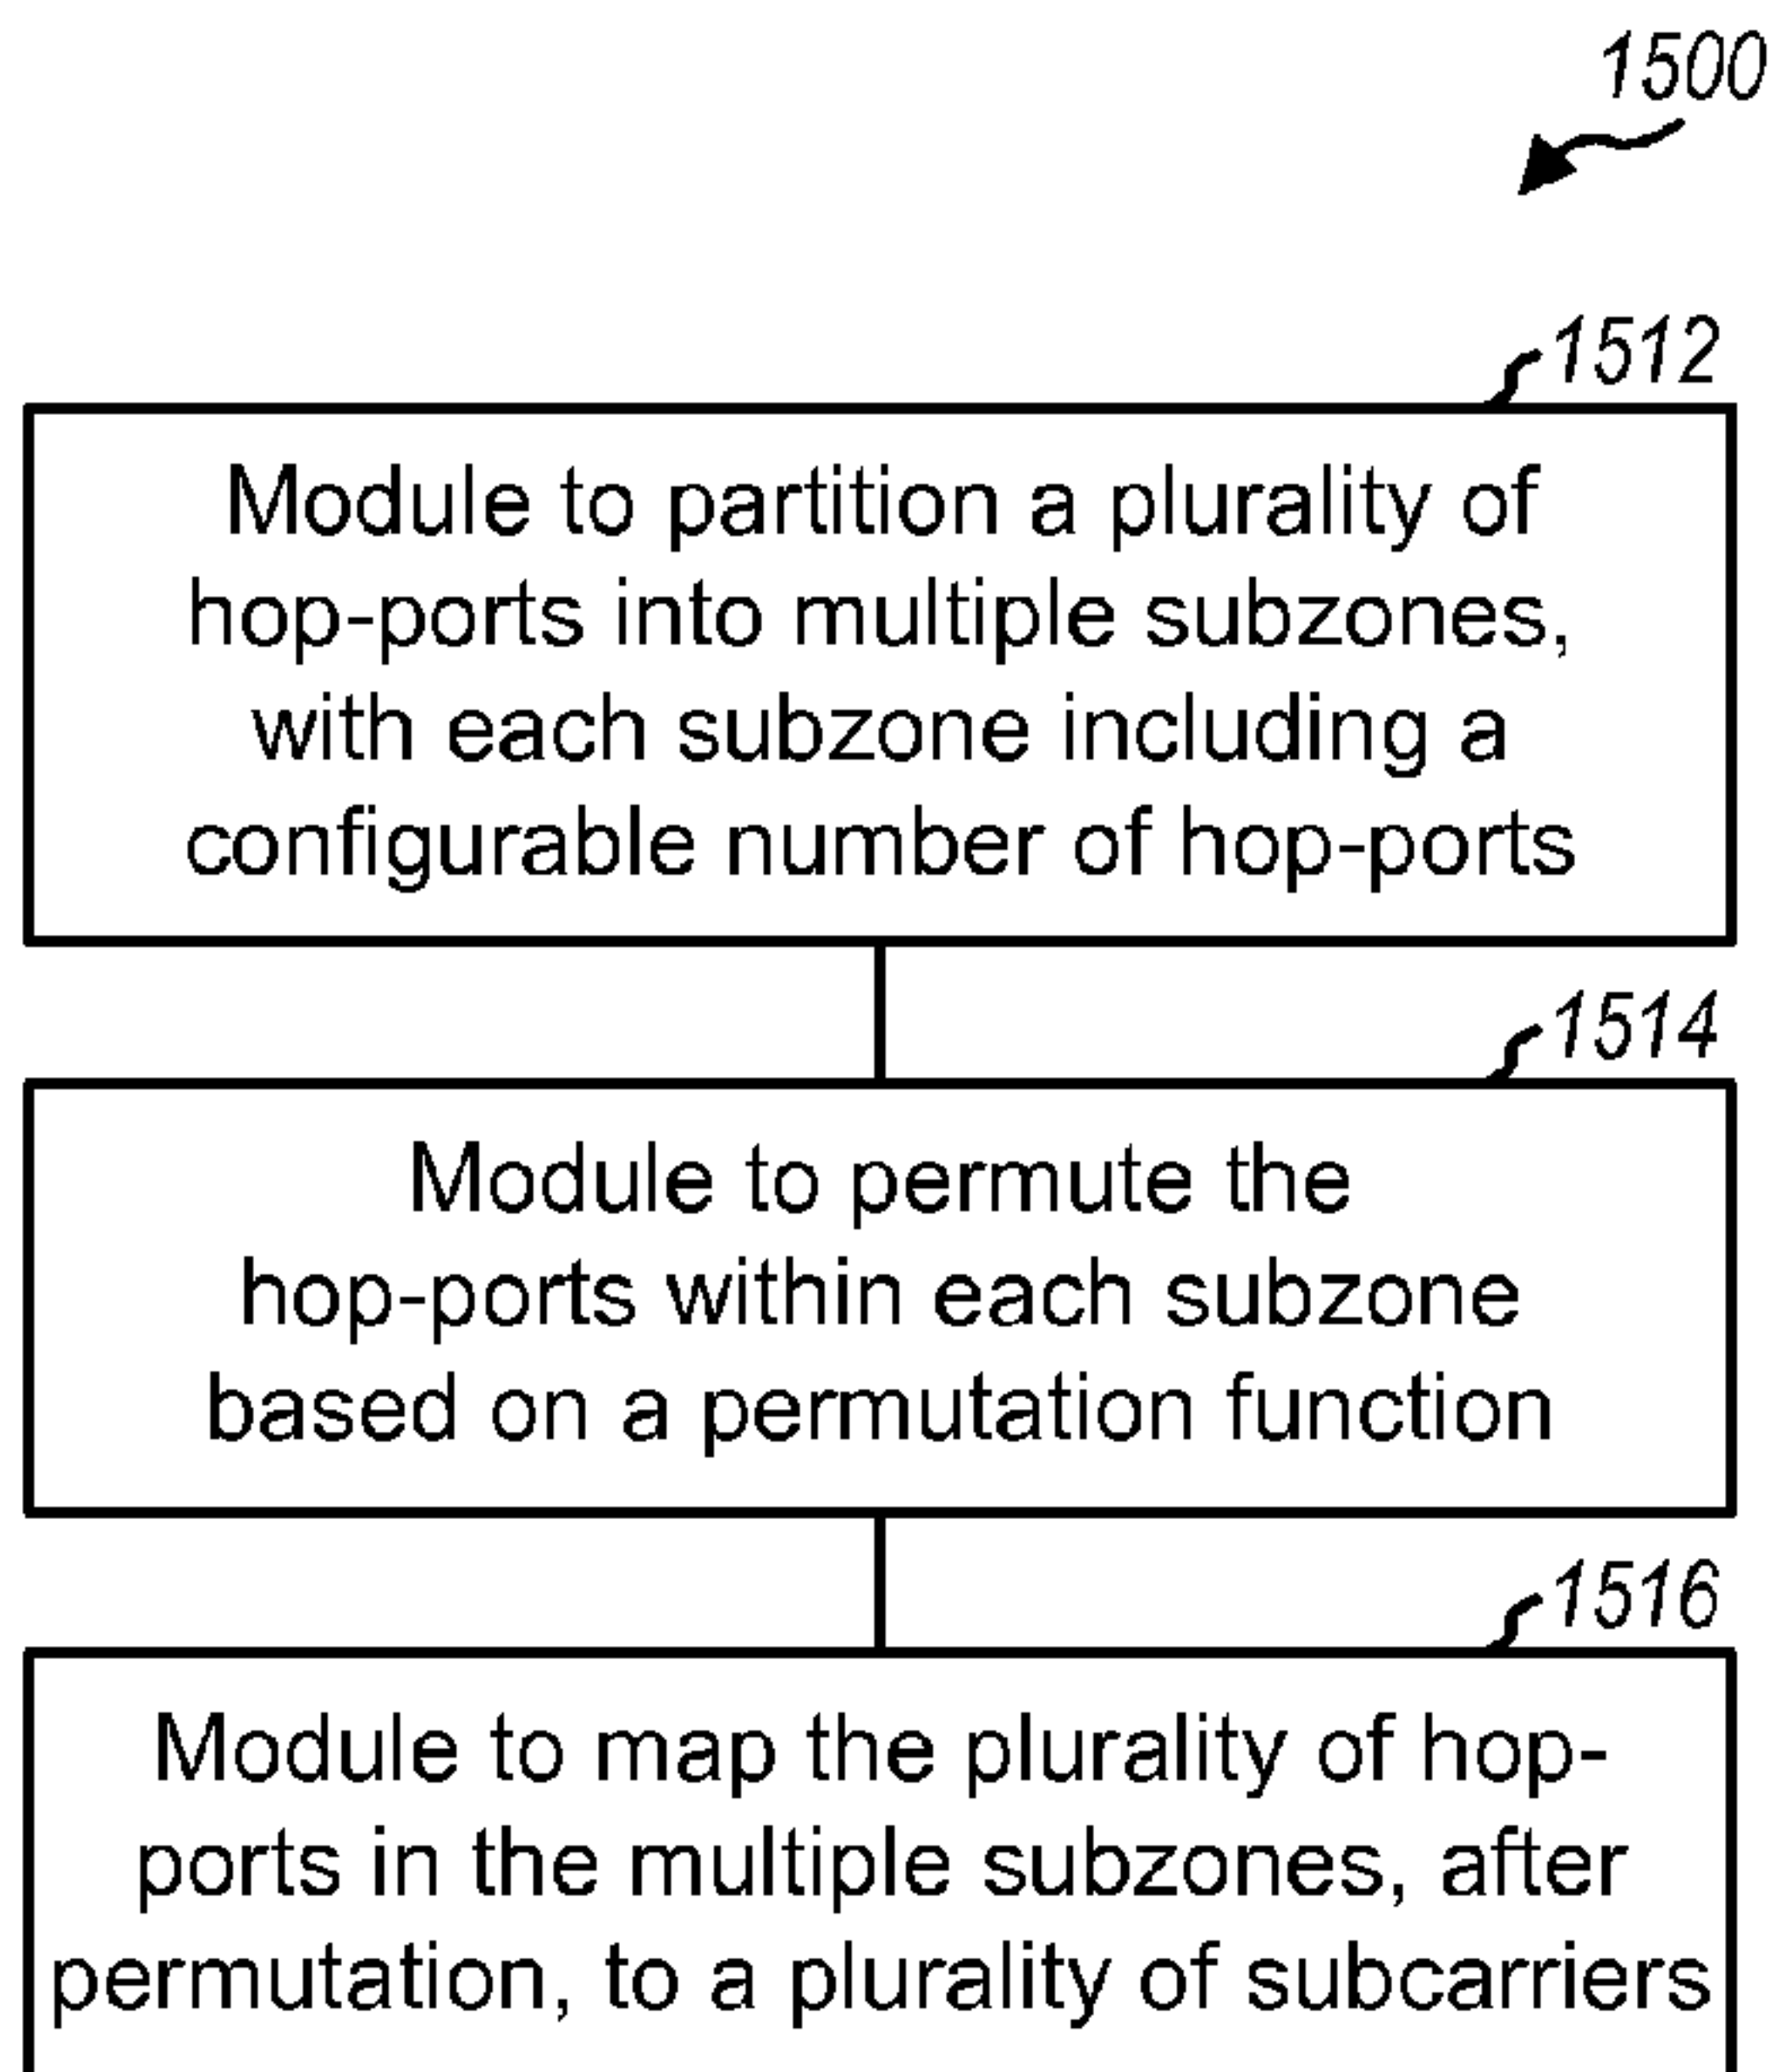 1500
1512
Module to partition a plurality of
hop-ports into multiple subzones,
with each subzone including a
configurable number of hop-ports
1514
Module to permute the
hop-ports within each subzone
based on a permutation function
1516
Module to map the plurality of hop-
ports in the multiple subzones, after
permutation, to a plurality of subcarriers